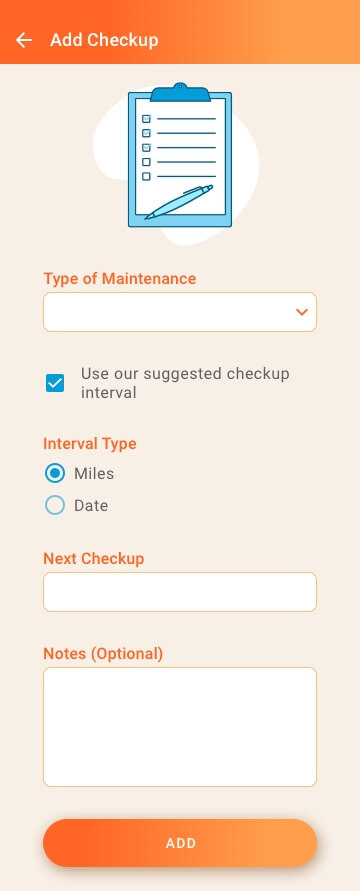 Add Checkup
Type of Maintenance
Use our suggested checkup
interval
Interval Type
Miles
Date
Next Checkup
Notes (Optional)
ADD